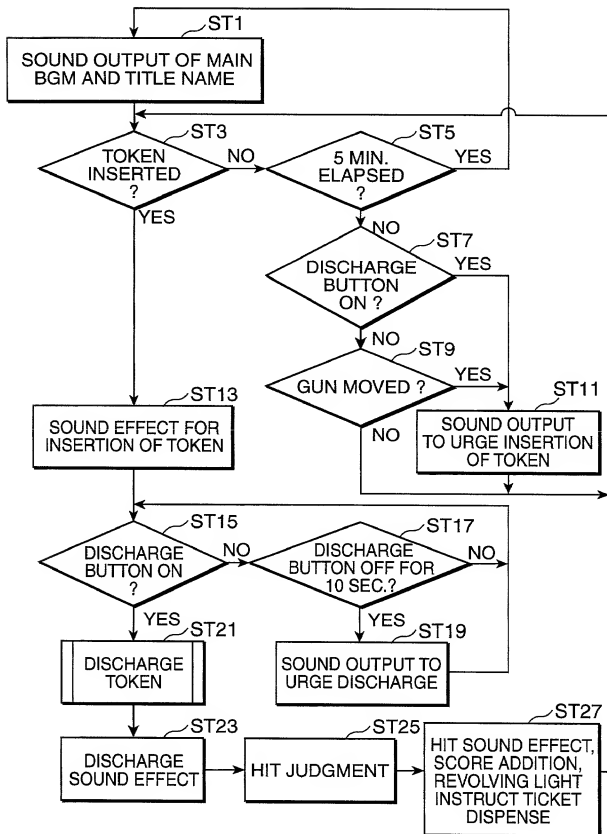 ST1
SOUND OUTPUT OF MAIN
BGM AND TITLE NAME
ST3
TOKEN
INSERTED
?
NO
YES
ST5
5 MIN.
ELAPSED
?
YES
NO
ST7
DISCHARGE
BUTTON
ON ?
YES
NO
ST9
GUN MOVED ?
YES
NO
ST11
SOUND OUTPUT
TO URGE INSERTION
OF TOKEN
ST13
SOUND EFFECT FOR
INSERTION OF TOKEN
ST15
DISCHARGE
BUTTON ON
?
NO
YES
ST17
DISCHARGE
BUTTON OFF FOR
10 SEC.?
NO
YES
ST19
SOUND OUTPUT TO
URGE DISCHARGE
ST21
DISCHARGE
TOKEN
ST23
DISCHARGE
SOUND EFFECT
ST25
HIT JUDGMENT
ST27
HIT SOUND EFFECT,
SCORE ADDITION,
REVOLVING LIGHT
INSTRUCT TICKET
DISPENSE